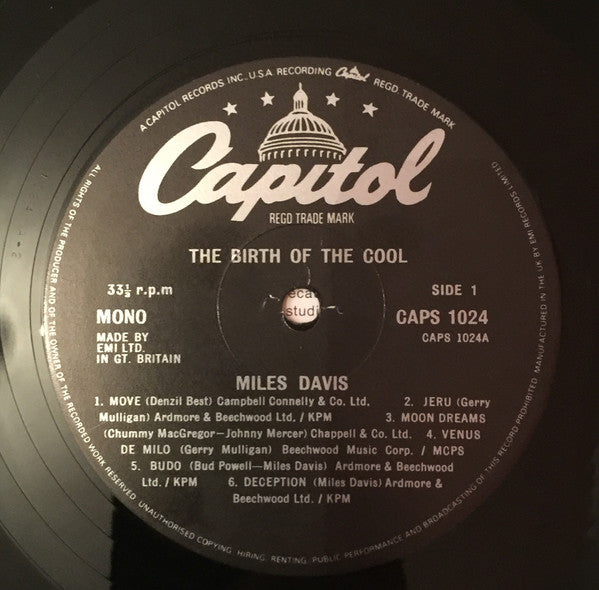 A CAPITOL RECORDS, INC., U.S.A. RECORDING Capitol REGD TRADE MARK
Capitol
REGD TRADE MARK
THE BIRTH OF THE COOL
33⅓ r.p.m
SIDE 1
MONO
CAPS 1024
MADE BY
EMI LTD.
IN GT. BRITAIN
CAPS 1024A
eca
studi
MILES DAVIS
1. MOVE (Denzil Best) Campbell Connelly & Co. Ltd. 2. JERU (Gerry
Mulligan) Ardmore & Beechwood Ltd. / KPM 3. MOON DREAMS
(Chummy MacGregor—Johnny Mercer) Chappell & Co. Ltd. 4. VENUS
DE MILO (Gerry Mulligan) Beechwood Music Corp. / MCPS
5. BUDO (Bud Powell—Miles Davis) Ardmore & Beechwood
Ltd. / KPM 6. DECEPTION (Miles Davis) Ardmore &
Beechwood Ltd. / KPM
MANUFACTURED IN THE UK BY EMI RECORDS LIMITED
ALL RIGHTS OF THE PRODUCER AND OF THE OWNER OF THE RECORDED WORK RESERVED. UNAUTHORISED COPYING, HIRING, RENTING, PUBLIC PERFORMANCE AND BROADCASTING OF THIS RECORD PROHIBITED